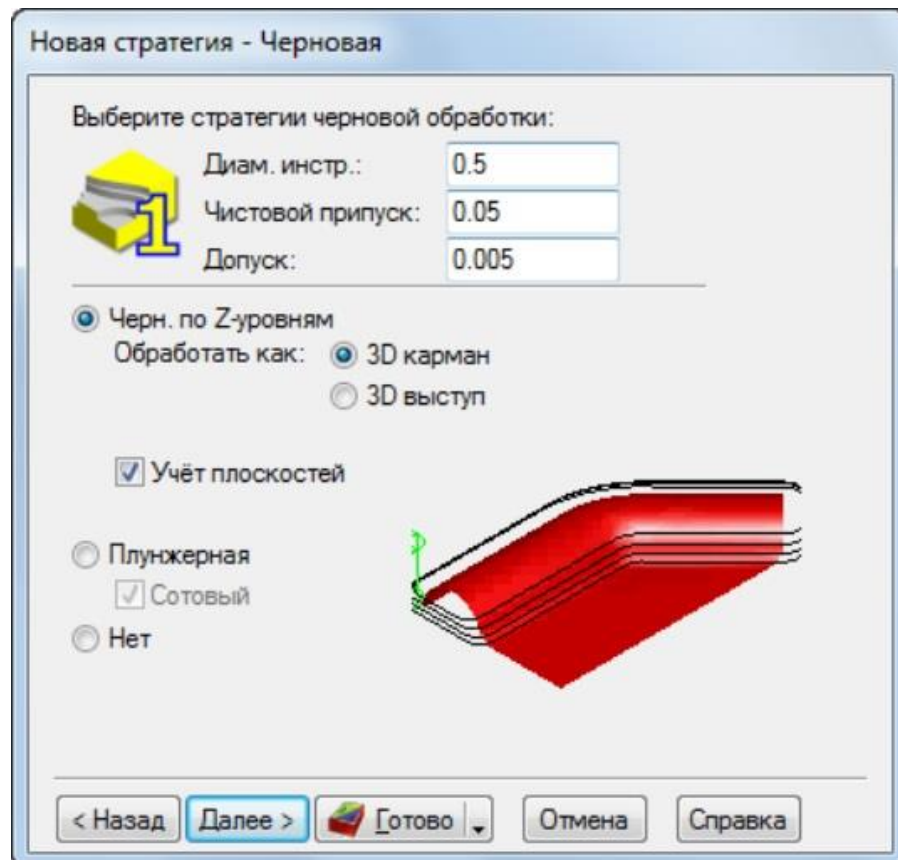 Новая стратегия - Черновая
Выберите стратегии черновой обработки:
Диам. инстр.: 0.5
Чистовой припуск: 0.05
Допуск: 0.005
1
Черн. по Z-уровням
Обработать как: 3D карман
3D выступ
Учёт плоскостей
Плунжерная
Сотовый
Нет
< Назад Далее > Готово Отмена Справка